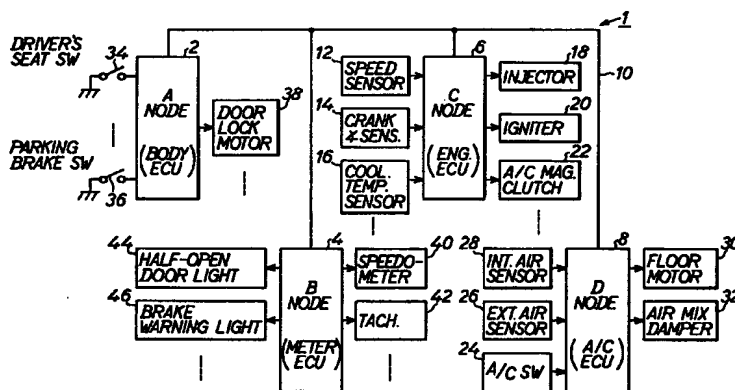 1
DRIVER'S
SEAT SW
34
2
A
NODE
(BODY
ECU)
38
DOOR
LOCK
MOTOR
PARKING
BRAKE SW
36
12
SPEED
SENSOR
14
CRANK
∡SENS.
16
COOL.
TEMP.
SENSOR
6
C
NODE
(ENG.
ECU)
18
INJECTOR
20
IGNITER
22
A/C MAG.
CLUTCH
10
44
HALF-OPEN
DOOR LIGHT
46
BRAKE
WARNING LIGHT
4
B
NODE
(METER
ECU)
40
SPEEDO-
METER
42
TACH.
28
INT. AIR
SENSOR
26
EXT. AIR
SENSOR
24
A/C SW
8
D
NODE
(A/C
ECU)
30
FLOOR
MOTOR
32
AIR MIX
DAMPER